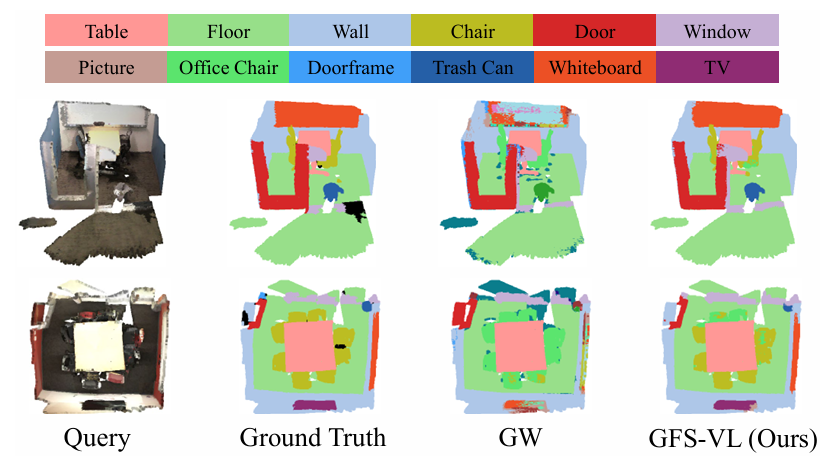 Table Floor Wall Chair Door Window
Picture Office Chair Doorframe Trash Can Whiteboard TV
Query Ground Truth GW GFS-VL (Ours)